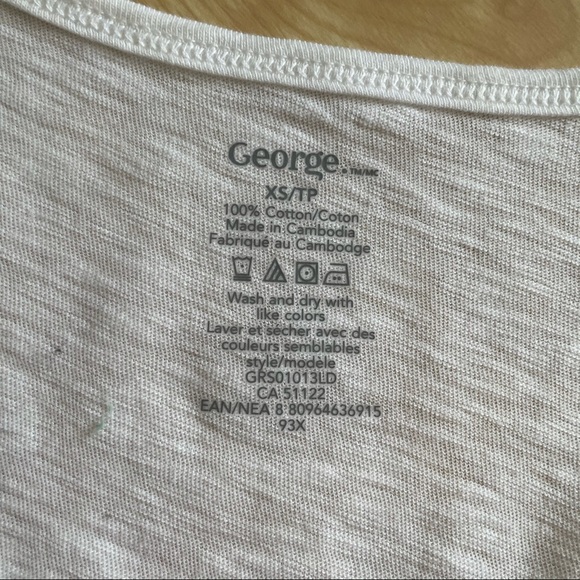 George.™/MC
XS/TP
100% Cotton/Coton
Made in Cambodia
Fabriqué au Cambodge
Wash and dry with
like colors
Laver et sécher avec des
couleurs semblables
style/modèle
GRS01013LD
CA 51122
EAN/NEA 8 80964636915
93X